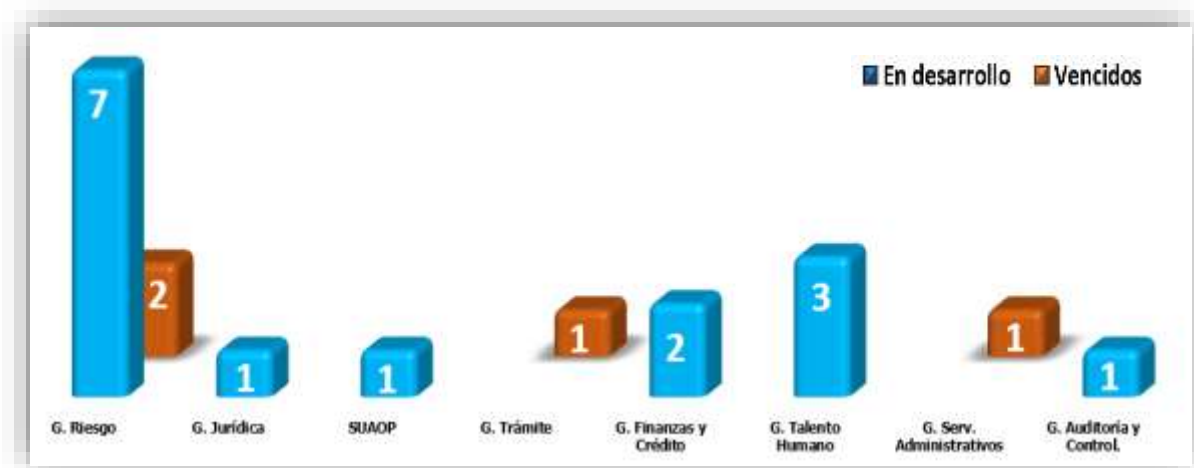 En desarrollo Vencidos
7
2
1
1
1
2
3
1
1
G. Riesgo
G. Jurídica
SUAOP
G. Trámite
G. Finanzas y
Crédito
G. Talento
Humano
G. Serv.
Administrativos
G. Auditoría y
Control.